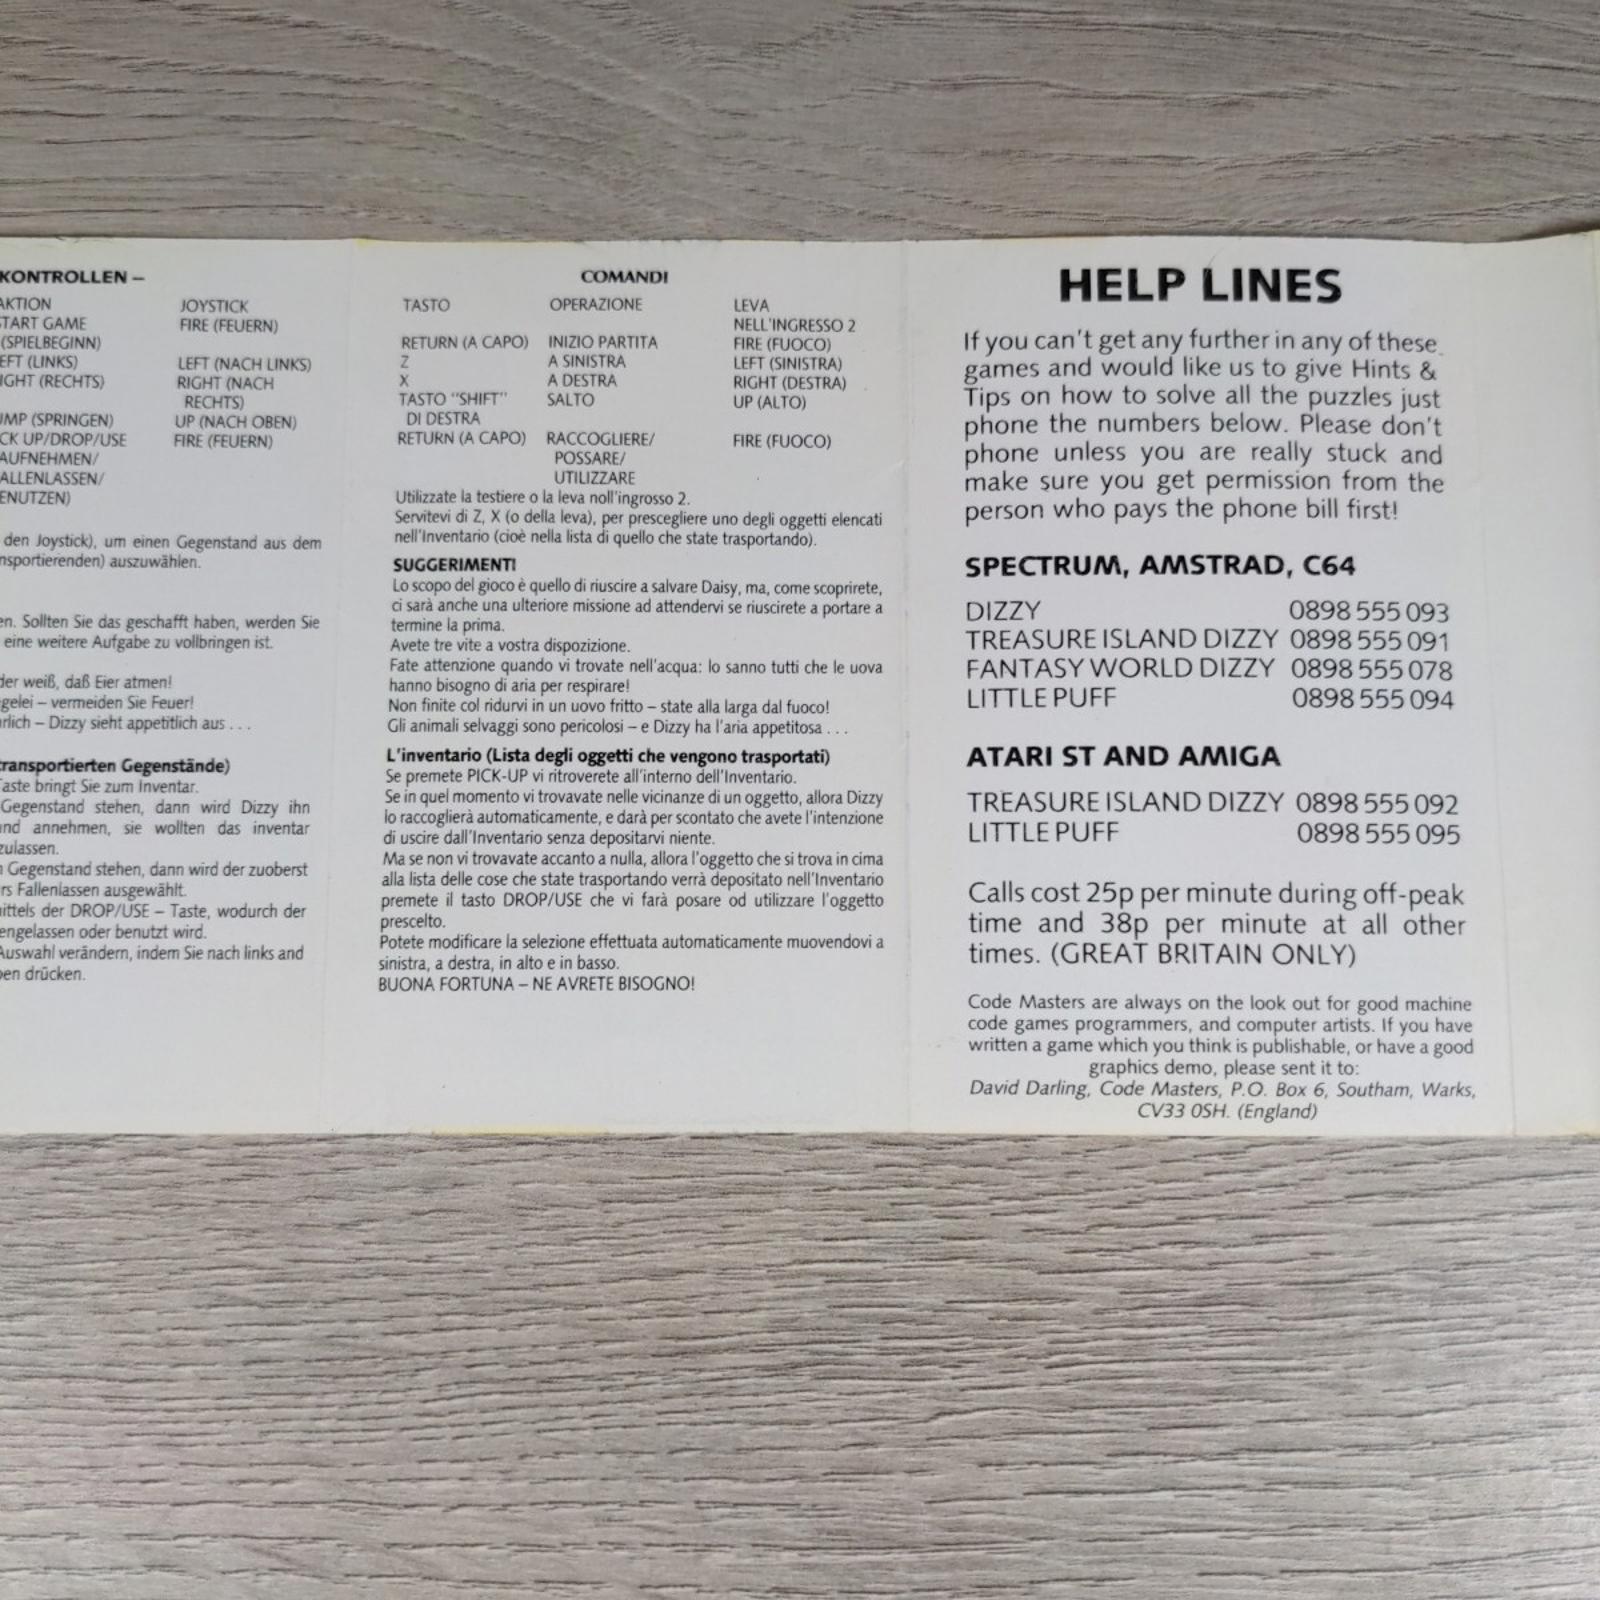 KONTROLLEN –
AKTION JOYSTICK
START GAME FIRE (FEUERN)
(SPIELBEGINN)
LEFT (LINKS) LEFT (NACH LINKS)
RIGHT (RECHTS) RIGHT (NACH
RECHTS)
JUMP (SPRINGEN) UP (NACH OBEN)
PICK UP/DROP/USE FIRE (FEUERN)
AUFNEHMEN/
FALLENLASSEN/
BENUTZEN)
den Joystick), um einen Gegenstand aus dem
auszuwählen.
Sollten Sie das geschafft haben, werden Sie
eine weitere Aufgabe zu vollbringen ist.
weiß, daß Eier atmen!
– vermeiden Sie Feuer!
– Dizzy sieht appetitlich aus . . .
transportierten Gegenstände)
Taste bringt Sie zum Inventar.
Gegenstand stehen, dann wird Dizzy ihn
und annehmen, sie wollten das inventar
Gegenstand stehen, dann wird der zuoberst
Fallenlassen ausgewählt.
mittels der DROP/USE – Taste, wodurch der
oder benutzt wird.
Auswahl verändern, indem Sie nach links and
drücken.
COMANDI
TASTO OPERAZIONE LEVA
NELL'INGRESSO 2
RETURN (A CAPO) INIZIO PARTITA FIRE (FUOCO)
Z A SINISTRA LEFT (SINISTRA)
X A DESTRA RIGHT (DESTRA)
TASTO "SHIFT" SALTO UP (ALTO)
DI DESTRA
RETURN (A CAPO) RACCOGLIERE/ FIRE (FUOCO)
POSSARE/
UTILIZZARE
Utilizzate la testiere o la leva noll'ingrosso 2.
Servitevi di Z, X (o della leva), per prescegliere uno degli oggetti elencati
nell'Inventario (cioè nella lista di quello che state trasportando).
SUGGERIMENTI
Lo scopo del gioco è quello di riuscire a salvare Daisy, ma, come scoprirete,
ci sarà anche una ulteriore missione ad attendervi se riuscirete a portare a
termine la prima.
Avete tre vite a vostra dispozizione.
Fate attenzione quando vi trovate nell'acqua: lo sanno tutti che le uova
hanno bisogno di aria per respirare!
Non finite col ridurvi in un uovo fritto – state alla larga dal fuoco!
Gli animali selvaggi sono pericolosi – e Dizzy ha l'aria appetitosa . . .
L'inventario (Lista degli oggetti che vengono trasportati)
Se premete PICK-UP vi ritroverete all'interno dell'Inventario.
Se in quel momento vi trovavate nelle vicinanze di un oggetto, allora Dizzy
lo raccoglierà automaticamente, e darà per scontato che avete l'intenzione
di uscire dall'Inventario senza depositarvi niente.
Ma se non vi trovavate accanto a nulla, allora l'oggetto che si trova in cima
alla lista delle cose che state trasportando verrà depositato nell'Inventario
premete il tasto DROP/USE che vi farà posare od utilizzare l'oggetto
prescelto.
Potete modificare la selezione effettuata automaticamente muovendovi a
sinistra, a destra, in alto e in basso.
BUONA FORTUNA – NE AVRETE BISOGNO!
HELP LINES
If you can't get any further in any of these
games and would like us to give Hints &
Tips on how to solve all the puzzles just
phone the numbers below. Please don't
phone unless you are really stuck and
make sure you get permission from the
person who pays the phone bill first!
SPECTRUM, AMSTRAD, C64
DIZZY 0898 555 093
TREASURE ISLAND DIZZY 0898 555 091
FANTASY WORLD DIZZY 0898 555 078
LITTLE PUFF 0898 555 094
ATARI ST AND AMIGA
TREASURE ISLAND DIZZY 0898 555 092
LITTLE PUFF 0898 555 095
Calls cost 25p per minute during off-peak
time and 38p per minute at all other
times. (GREAT BRITAIN ONLY)
Code Masters are always on the look out for good machine
code games programmers, and computer artists. If you have
written a game which you think is publishable, or have a good
graphics demo, please sent it to:
David Darling, Code Masters, P.O. Box 6, Southam, Warks,
CV33 0SH. (England)